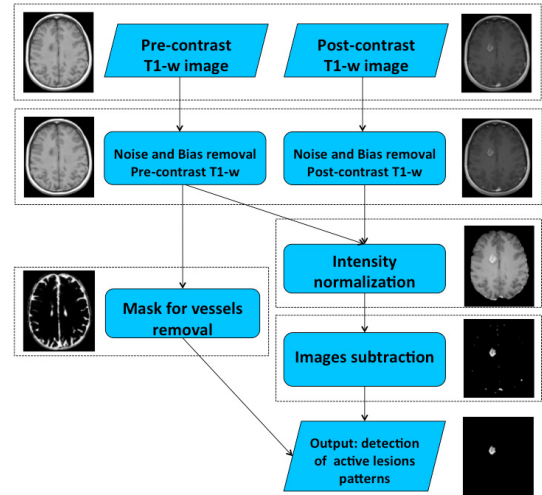 Pre-contrast
T1-w image
Post-contrast
T1-w image
Noise and Bias removal
Pre-contrast T1-w
Noise and Bias removal
Post-contrast T1-w
Intensity
normalization
Mask for vessels
removal
Images subtraction
Output: detection
of active lesions
patterns